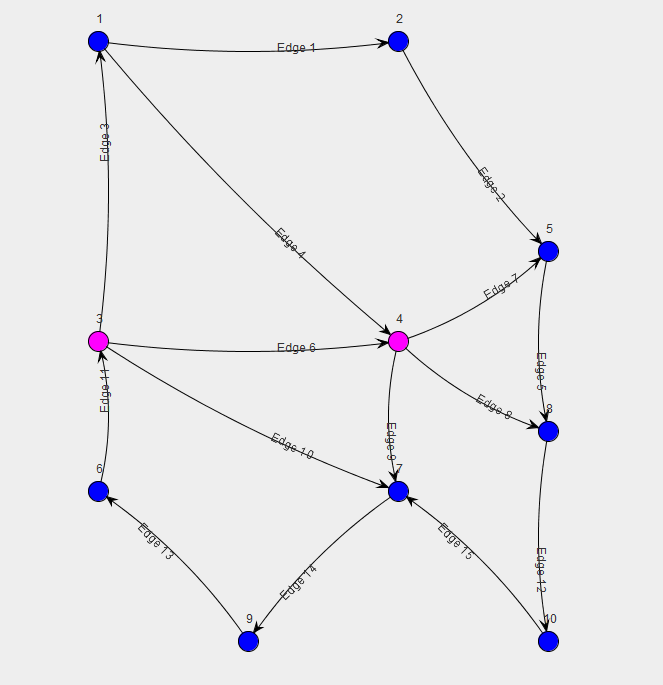 1
2
Edge 1
Edge 3
Edge 2
5
Edge 4
Edge 7
3
4
Edge 6
Edge 5
Edge 11
Edge 8
8
Edge 10
Edge 9
6
7
Edge 13
Edge 15
Edge 12
Edge 14
9
10